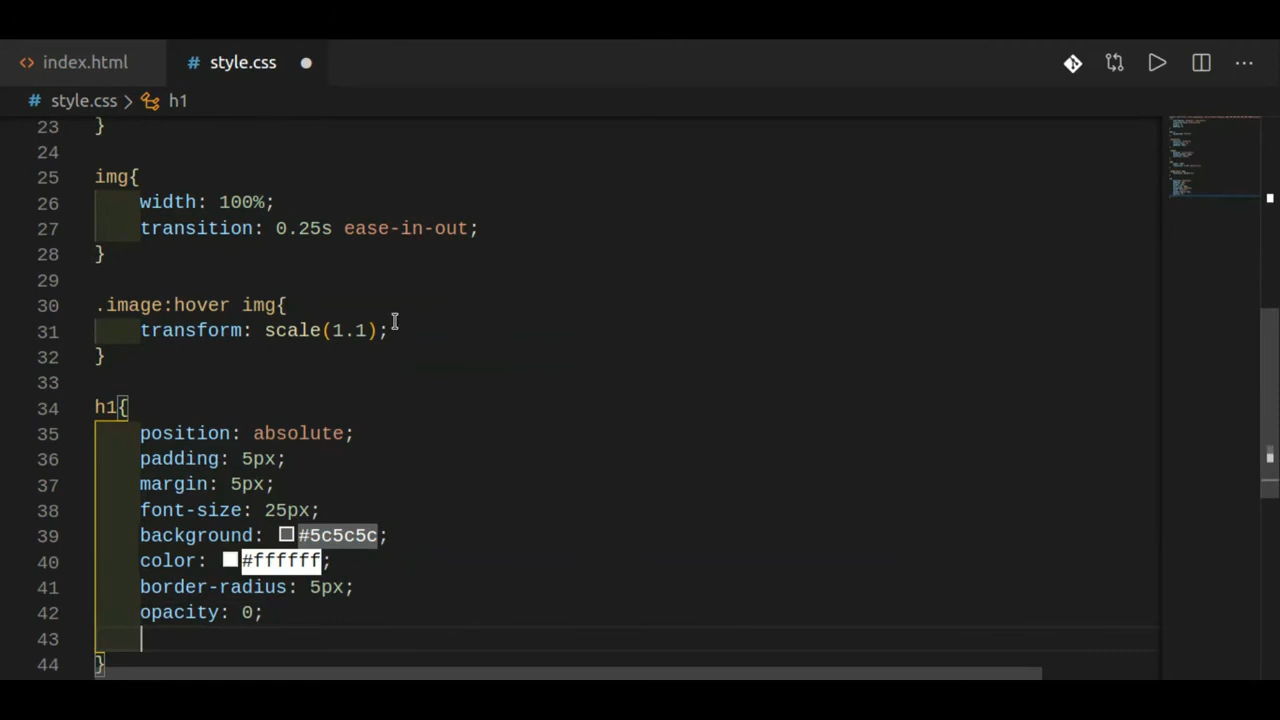 index.html
style.css
style.css > h1
23 }
24
25 img{
26 width: 100%;
27 transition: 0.25s ease-in-out;
28 }
29
30 .image:hover img{
31 transform: scale(1.1);
32 }
33
34 h1{
35 position: absolute;
36 padding: 5px;
37 margin: 5px;
38 font-size: 25px;
39 background: #5c5c5c;
40 color: #ffffff;
41 border-radius: 5px;
42 opacity: 0;
43
44 }